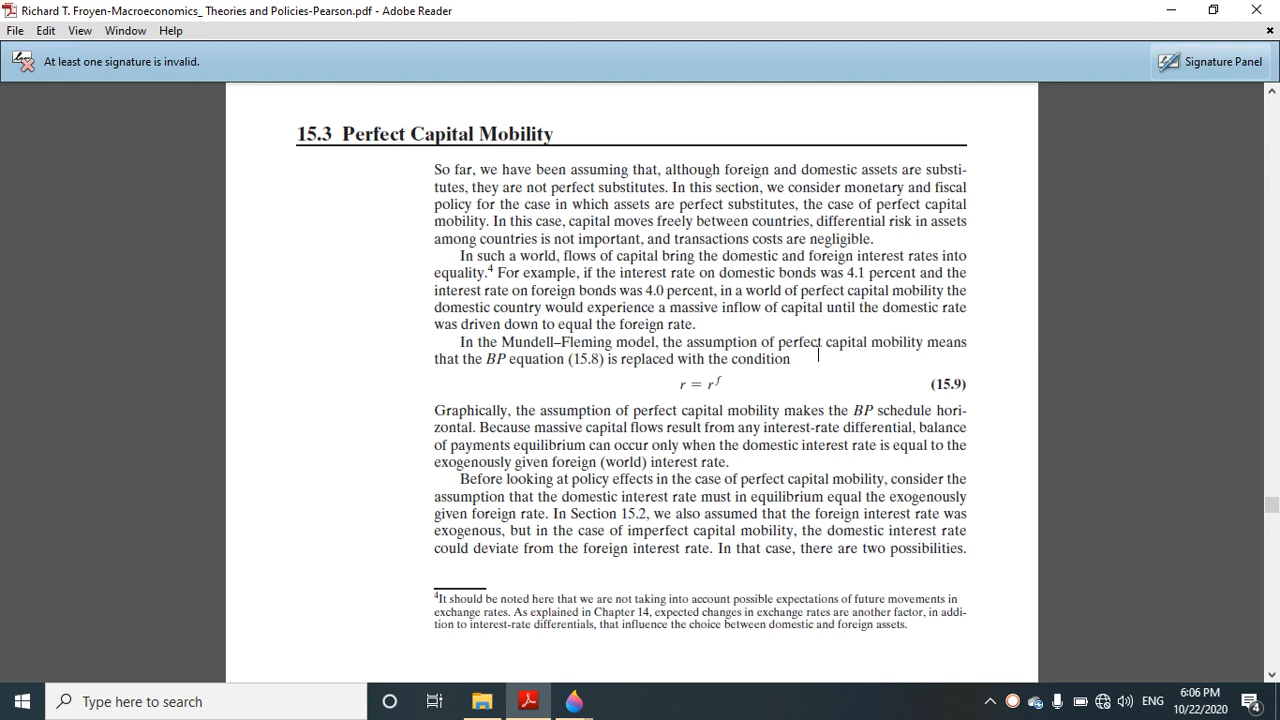 Richard T. Froyen-Macroeconomics_ Theories and Policies-Pearson.pdf - Adobe Reader
File Edit View Window Help
At least one signature is invalid.
Signature Panel
15.3 Perfect Capital Mobility
So far, we have been assuming that, although foreign and domestic assets are substi-
tutes, they are not perfect substitutes. In this section, we consider monetary and fiscal
policy for the case in which assets are perfect substitutes, the case of perfect capital
mobility. In this case, capital moves freely between countries, differential risk in assets
among countries is not important, and transactions costs are negligible.
In such a world, flows of capital bring the domestic and foreign interest rates into
equality.4 For example, if the interest rate on domestic bonds was 4.1 percent and the
interest rate on foreign bonds was 4.0 percent, in a world of perfect capital mobility the
domestic country would experience a massive inflow of capital until the domestic rate
was driven down to equal the foreign rate.
In the Mundell–Fleming model, the assumption of perfect capital mobility means
that the BP equation (15.8) is replaced with the condition
r = r^f (15.9)
Graphically, the assumption of perfect capital mobility makes the BP schedule hori-
zontal. Because massive capital flows result from any interest-rate differential, balance
of payments equilibrium can occur only when the domestic interest rate is equal to the
exogenously given foreign (world) interest rate.
Before looking at policy effects in the case of perfect capital mobility, consider the
assumption that the domestic interest rate must in equilibrium equal the exogenously
given foreign rate. In Section 15.2, we also assumed that the foreign interest rate was
exogenous, but in the case of imperfect capital mobility, the domestic interest rate
could deviate from the foreign interest rate. In that case, there are two possibilities.
4It should be noted here that we are not taking into account possible expectations of future movements in
exchange rates. As explained in Chapter 14, expected changes in exchange rates are another factor, in addi-
tion to interest-rate differentials, that influence the choice between domestic and foreign assets.
Type here to search
ENG
6:06 PM
10/22/2020
4